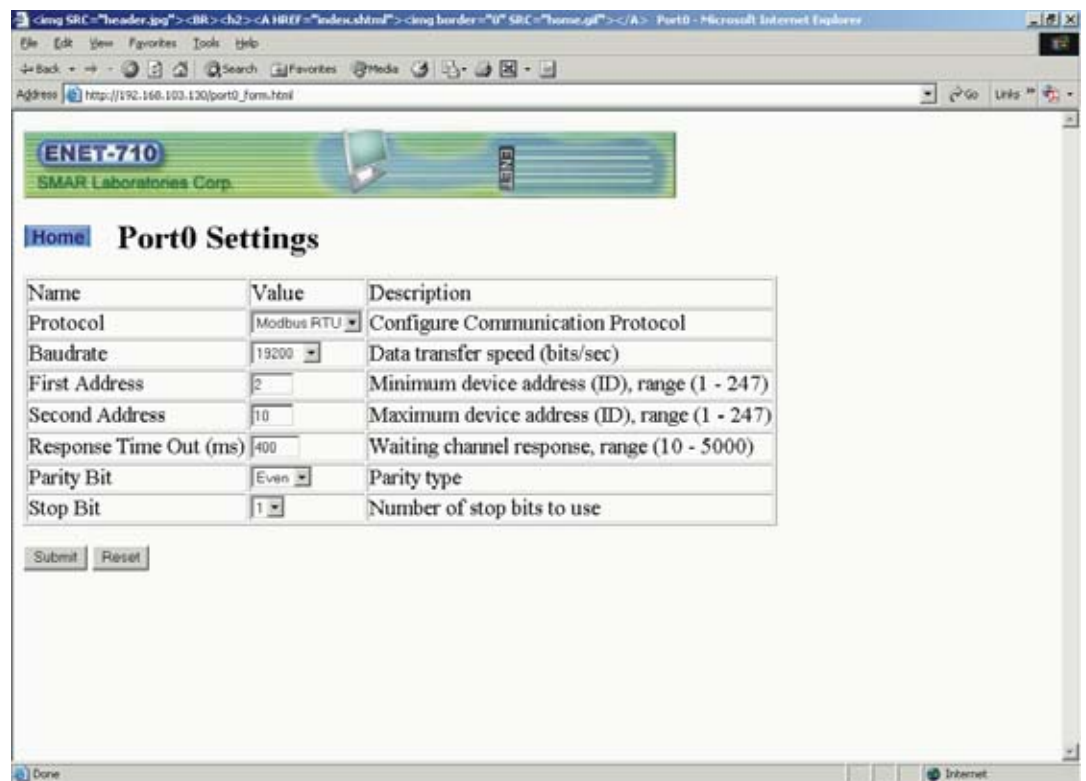 <img SRC="header.jpg"><BR><h2><A HREF="index.shtml"><img border="0" SRC="home.gif"></A> Port0 - Microsoft Internet Explorer
File Edit View Favorites Tools Help
Back Search Favorites Media
Address http://192.168.103.130/port0_form.html Go Links »
ENET-710
SMAR Laboratories Corp.
Home Port0 Settings
Name Value Description
Protocol Modbus RTU Configure Communication Protocol
Baudrate 19200 Data transfer speed (bits/sec)
First Address 2 Minimum device address (ID), range (1 - 247)
Second Address 10 Maximum device address (ID), range (1 - 247)
Response Time Out (ms) 400 Waiting channel response, range (10 - 5000)
Parity Bit Even Parity type
Stop Bit 1 Number of stop bits to use
Submit Reset
Done Internet